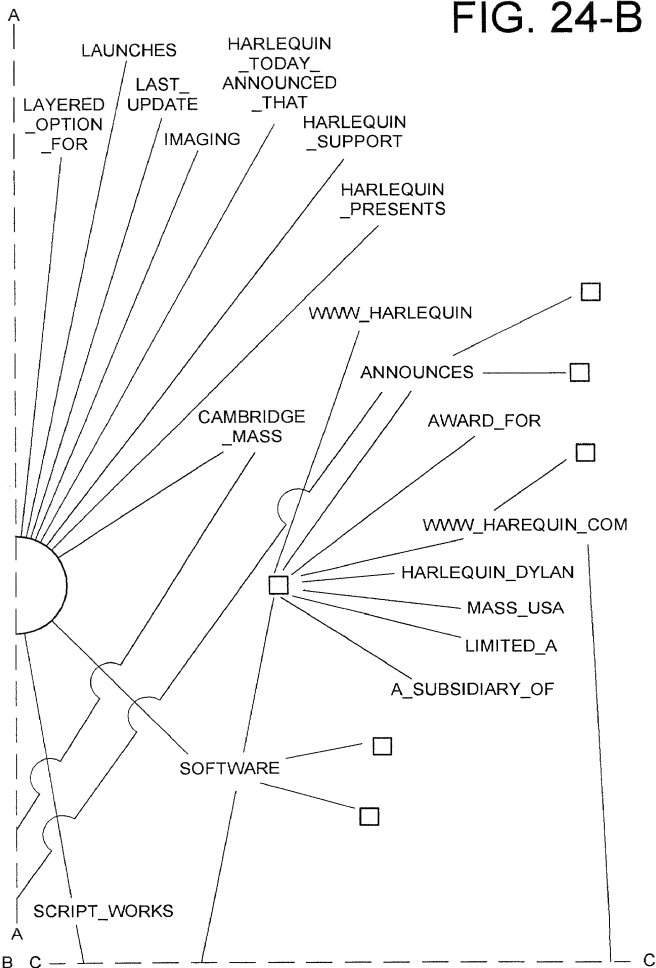 FIG. 24-B
A
LAUNCHES
HARLEQUIN
_TODAY_
ANNOUNCED
_THAT
LAST_
UPDATE
LAYERED
_OPTION
_FOR
IMAGING
HARLEQUIN
_SUPPORT
HARLEQUIN
_PRESENTS
WWW_HARLEQUIN
ANNOUNCES
CAMBRIDGE
_MASS
AWARD_FOR
WWW_HAREQUIN_COM
HARLEQUIN_DYLAN
MASS_USA
LIMITED_A
A_SUBSIDIARY_OF
SOFTWARE
SCRIPT_WORKS
A
B C C